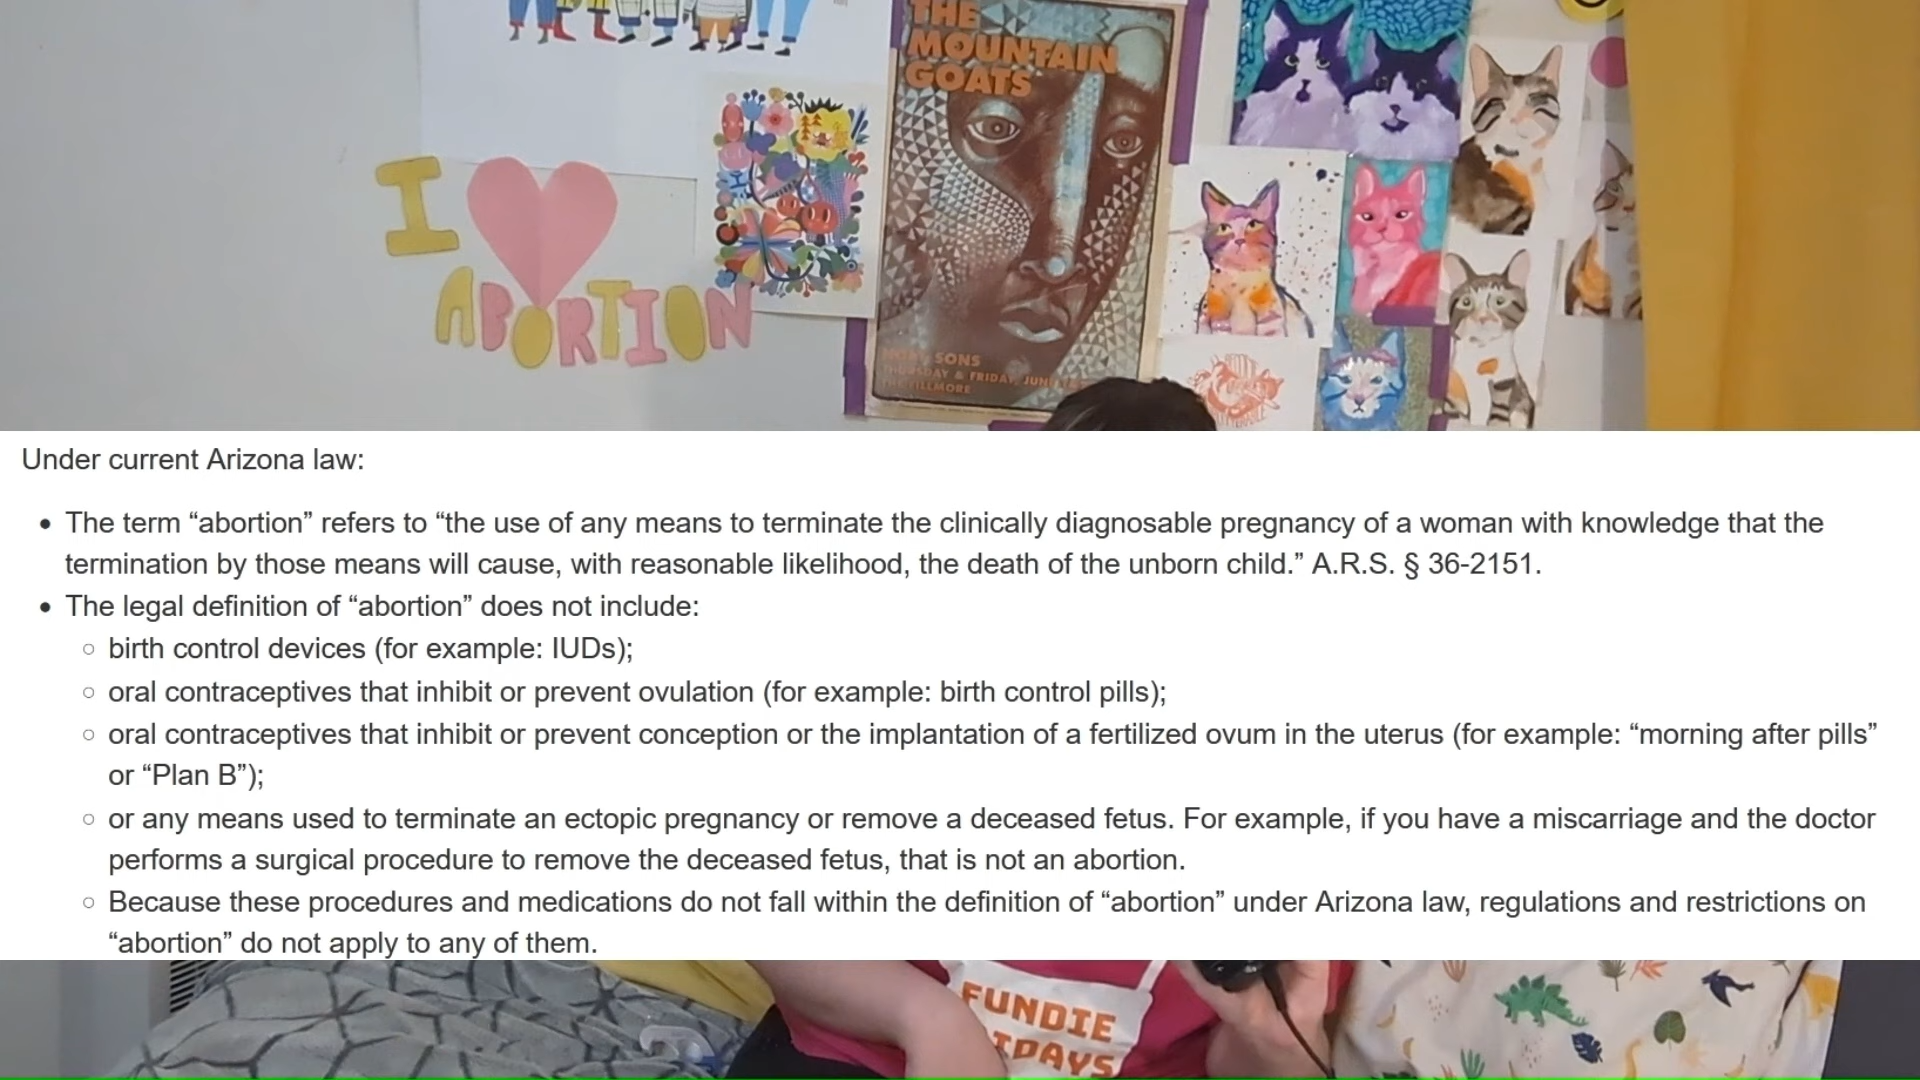 THE
MOUNTAIN
GOATS
I
ABORTION
SONS
THURSDAY & FRIDAY, JUNE
THE FILLMORE
Under current Arizona law:
• The term “abortion” refers to “the use of any means to terminate the clinically diagnosable pregnancy of a woman with knowledge that the
termination by those means will cause, with reasonable likelihood, the death of the unborn child.” A.R.S. § 36-2151.
• The legal definition of “abortion” does not include:
○ birth control devices (for example: IUDs);
○ oral contraceptives that inhibit or prevent ovulation (for example: birth control pills);
○ oral contraceptives that inhibit or prevent conception or the implantation of a fertilized ovum in the uterus (for example: “morning after pills”
or “Plan B”);
○ or any means used to terminate an ectopic pregnancy or remove a deceased fetus. For example, if you have a miscarriage and the doctor
performs a surgical procedure to remove the deceased fetus, that is not an abortion.
○ Because these procedures and medications do not fall within the definition of “abortion” under Arizona law, regulations and restrictions on
“abortion” do not apply to any of them.
FUNDIE